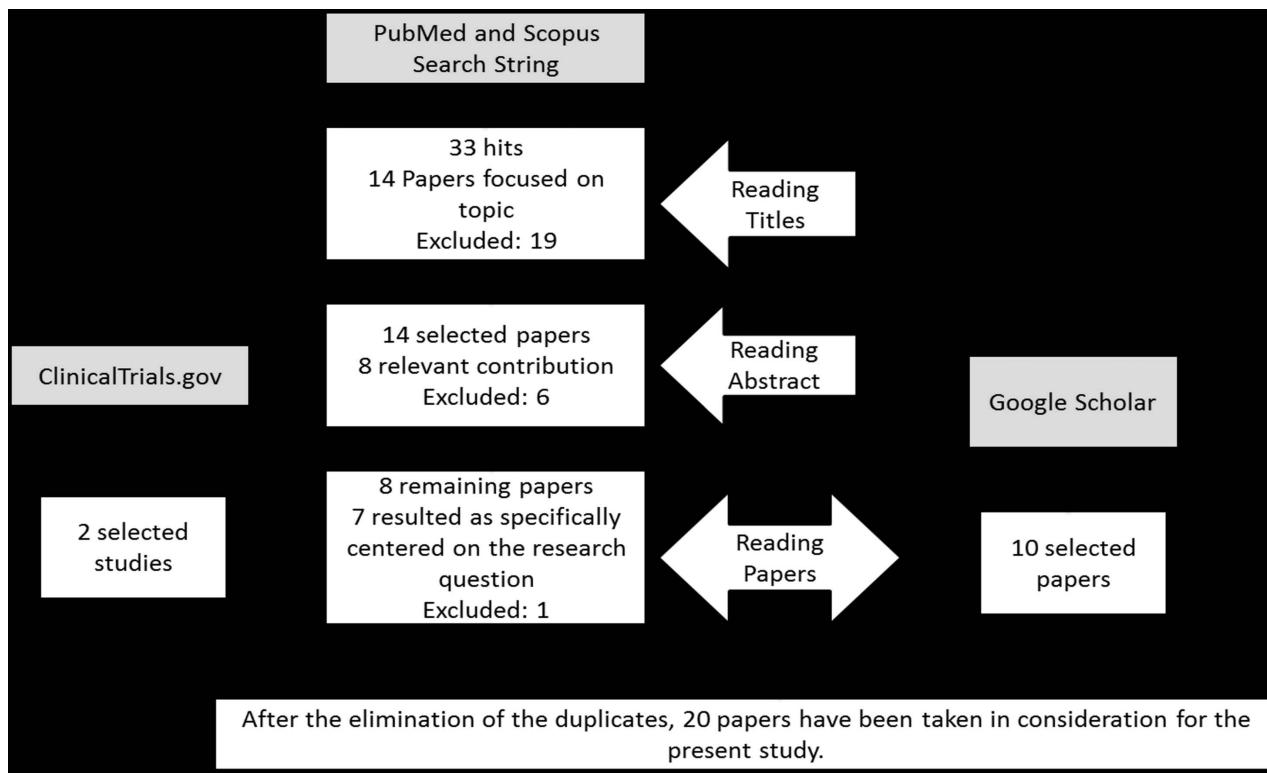 PubMed and Scopus
Search String
33 hits
14 Papers focused on
topic
Excluded: 19
Reading
Titles
14 selected papers
8 relevant contribution
Excluded: 6
Reading
Abstract
ClinicalTrials.gov
Google Scholar
2 selected
studies
8 remaining papers
7 resulted as specifically
centered on the research
question
Excluded: 1
Reading
Papers
10 selected
papers
After the elimination of the duplicates, 20 papers have been taken in consideration for the
present study.